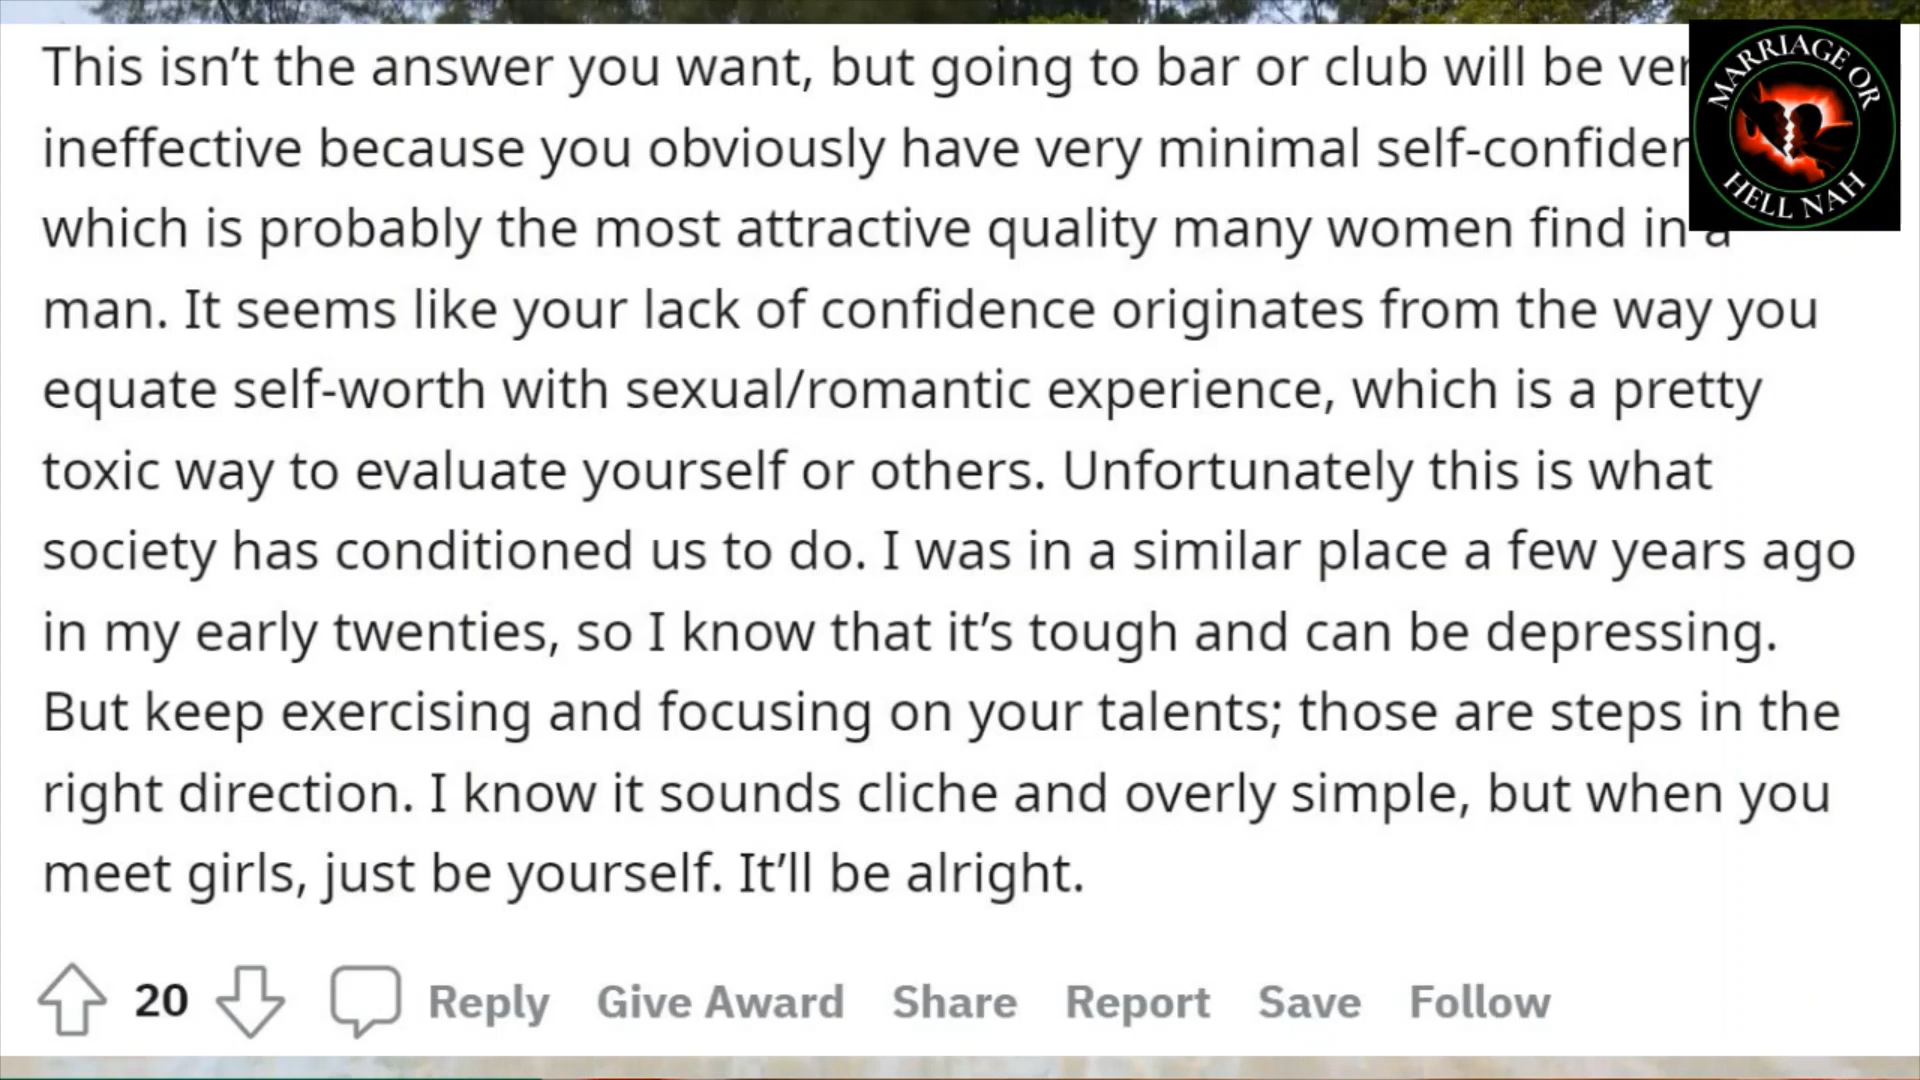 This isn’t the answer you want, but going to bar or club will be
ineffective because you obviously have very minimal
which is probably the most attractive quality many women find in a
man. It seems like your lack of confidence originates from the way you
equate self-worth with sexual/romantic experience, which is a pretty
toxic way to evaluate yourself or others. Unfortunately this is what
society has conditioned us to do. I was in a similar place a few years ago
in my early twenties, so I know that it’s tough and can be depressing.
But keep exercising and focusing on your talents; those are steps in the
right direction. I know it sounds cliche and overly simple, but when you
meet girls, just be yourself. It’ll be alright.
20 Reply Give Award Share Report Save Follow
MARRIAGE OR
HELL NAH